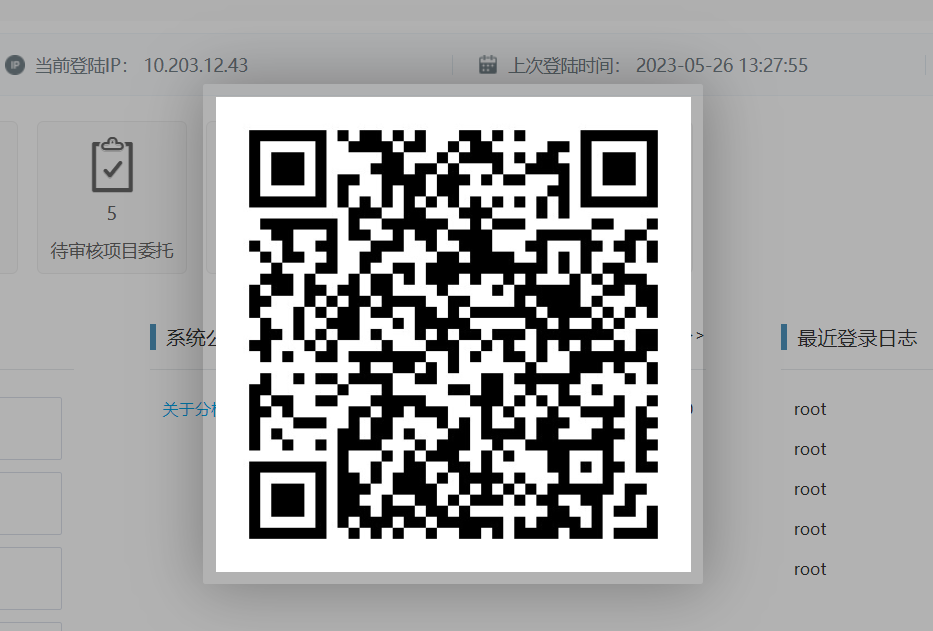 IP 当前登陆IP： 10.203.12.43
上次登陆时间： 2023-05-26 13:27:55
5
待审核项目委托
系统
>
最近登录日志
关于分
root
root
root
root
root